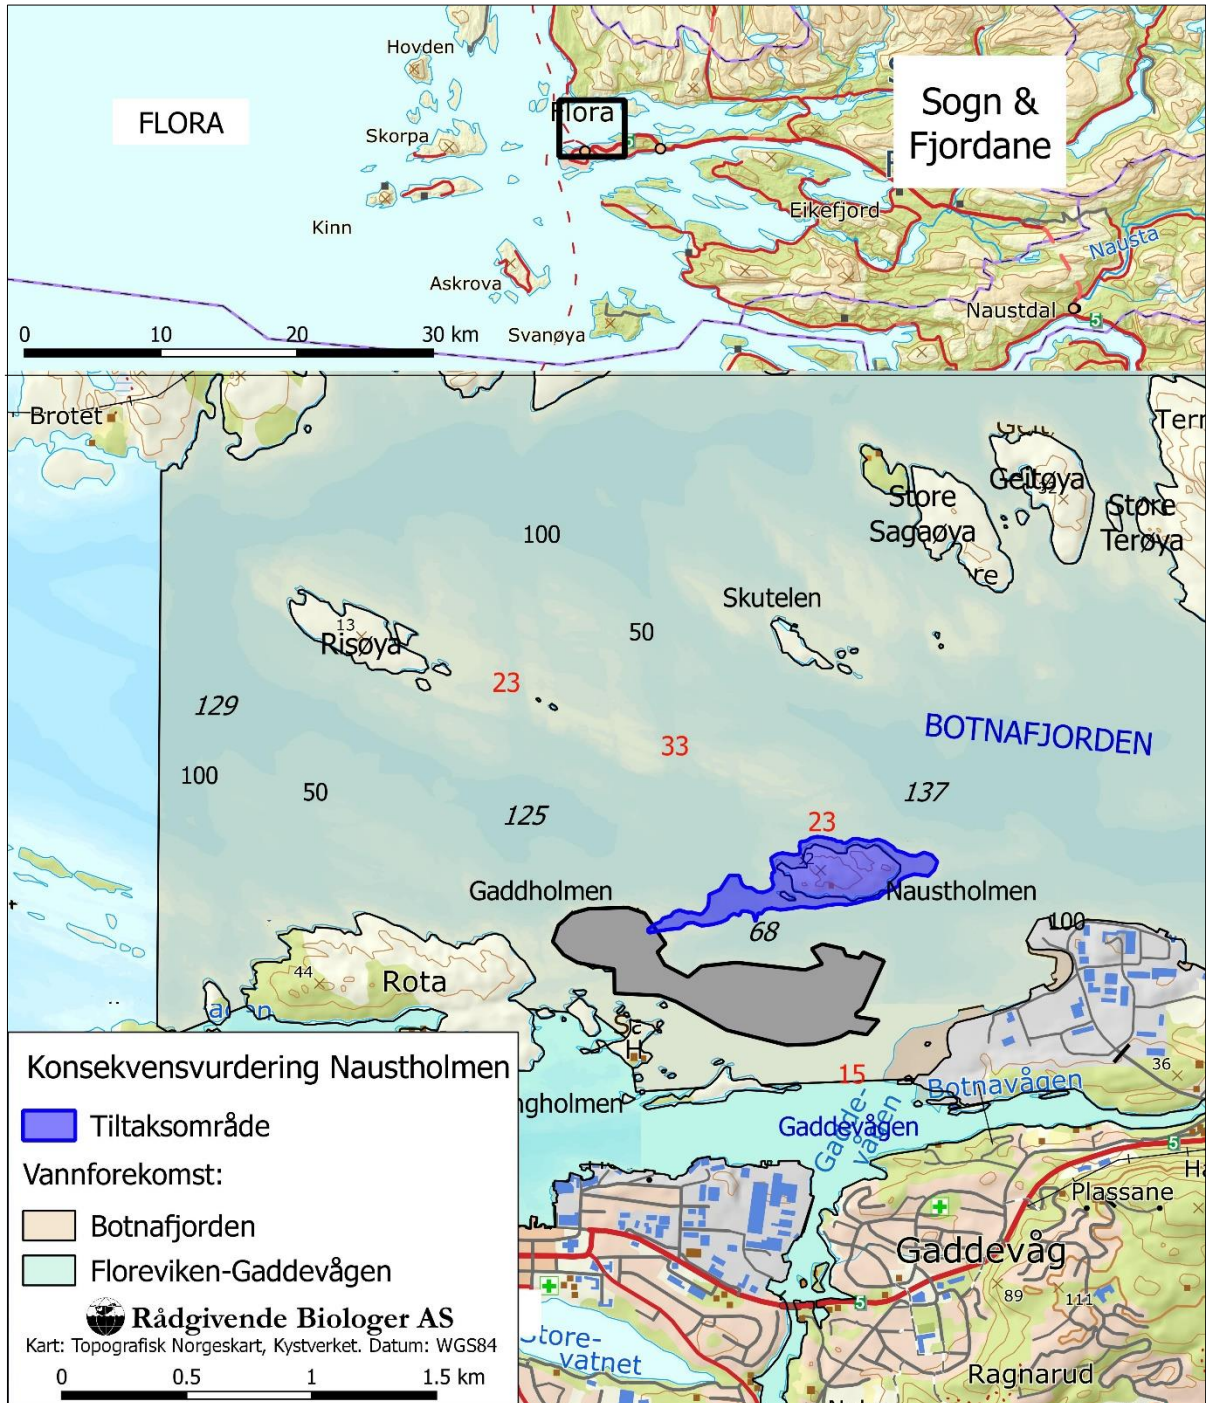 Hovden
FLORA
Skorpa
Flora
5
Sogn &
Fjordane
Kinn
Eikefjord
Nausta
Askrova
Svanøya
Naustdal
5
0 10 20 30 km
Brotet
Geitøya
32
Store
Sagaøya
Store
Terøya
100
Skutelen
13
Risøya
50
23
129
33
BOTNAFJORDEN
100
50
125
137
23
Gaddholmen
Naustholmen
68
100
44
Rota
15
Botnavågen
36
Gadde-
vågen
Gaddevågen
5
Plassane
Gaddevåg
89
111
5
Store-
vatnet
Ragnarud
Konsekvensvurdering Naustholmen
Tiltaksområde
Vannforekomst:
Botnafjorden
Floreviken-Gaddevågen
Rådgivende Biologer AS
Kart: Topografisk Norgeskart, Kystverket. Datum: WGS84
0 0.5 1 1.5 km